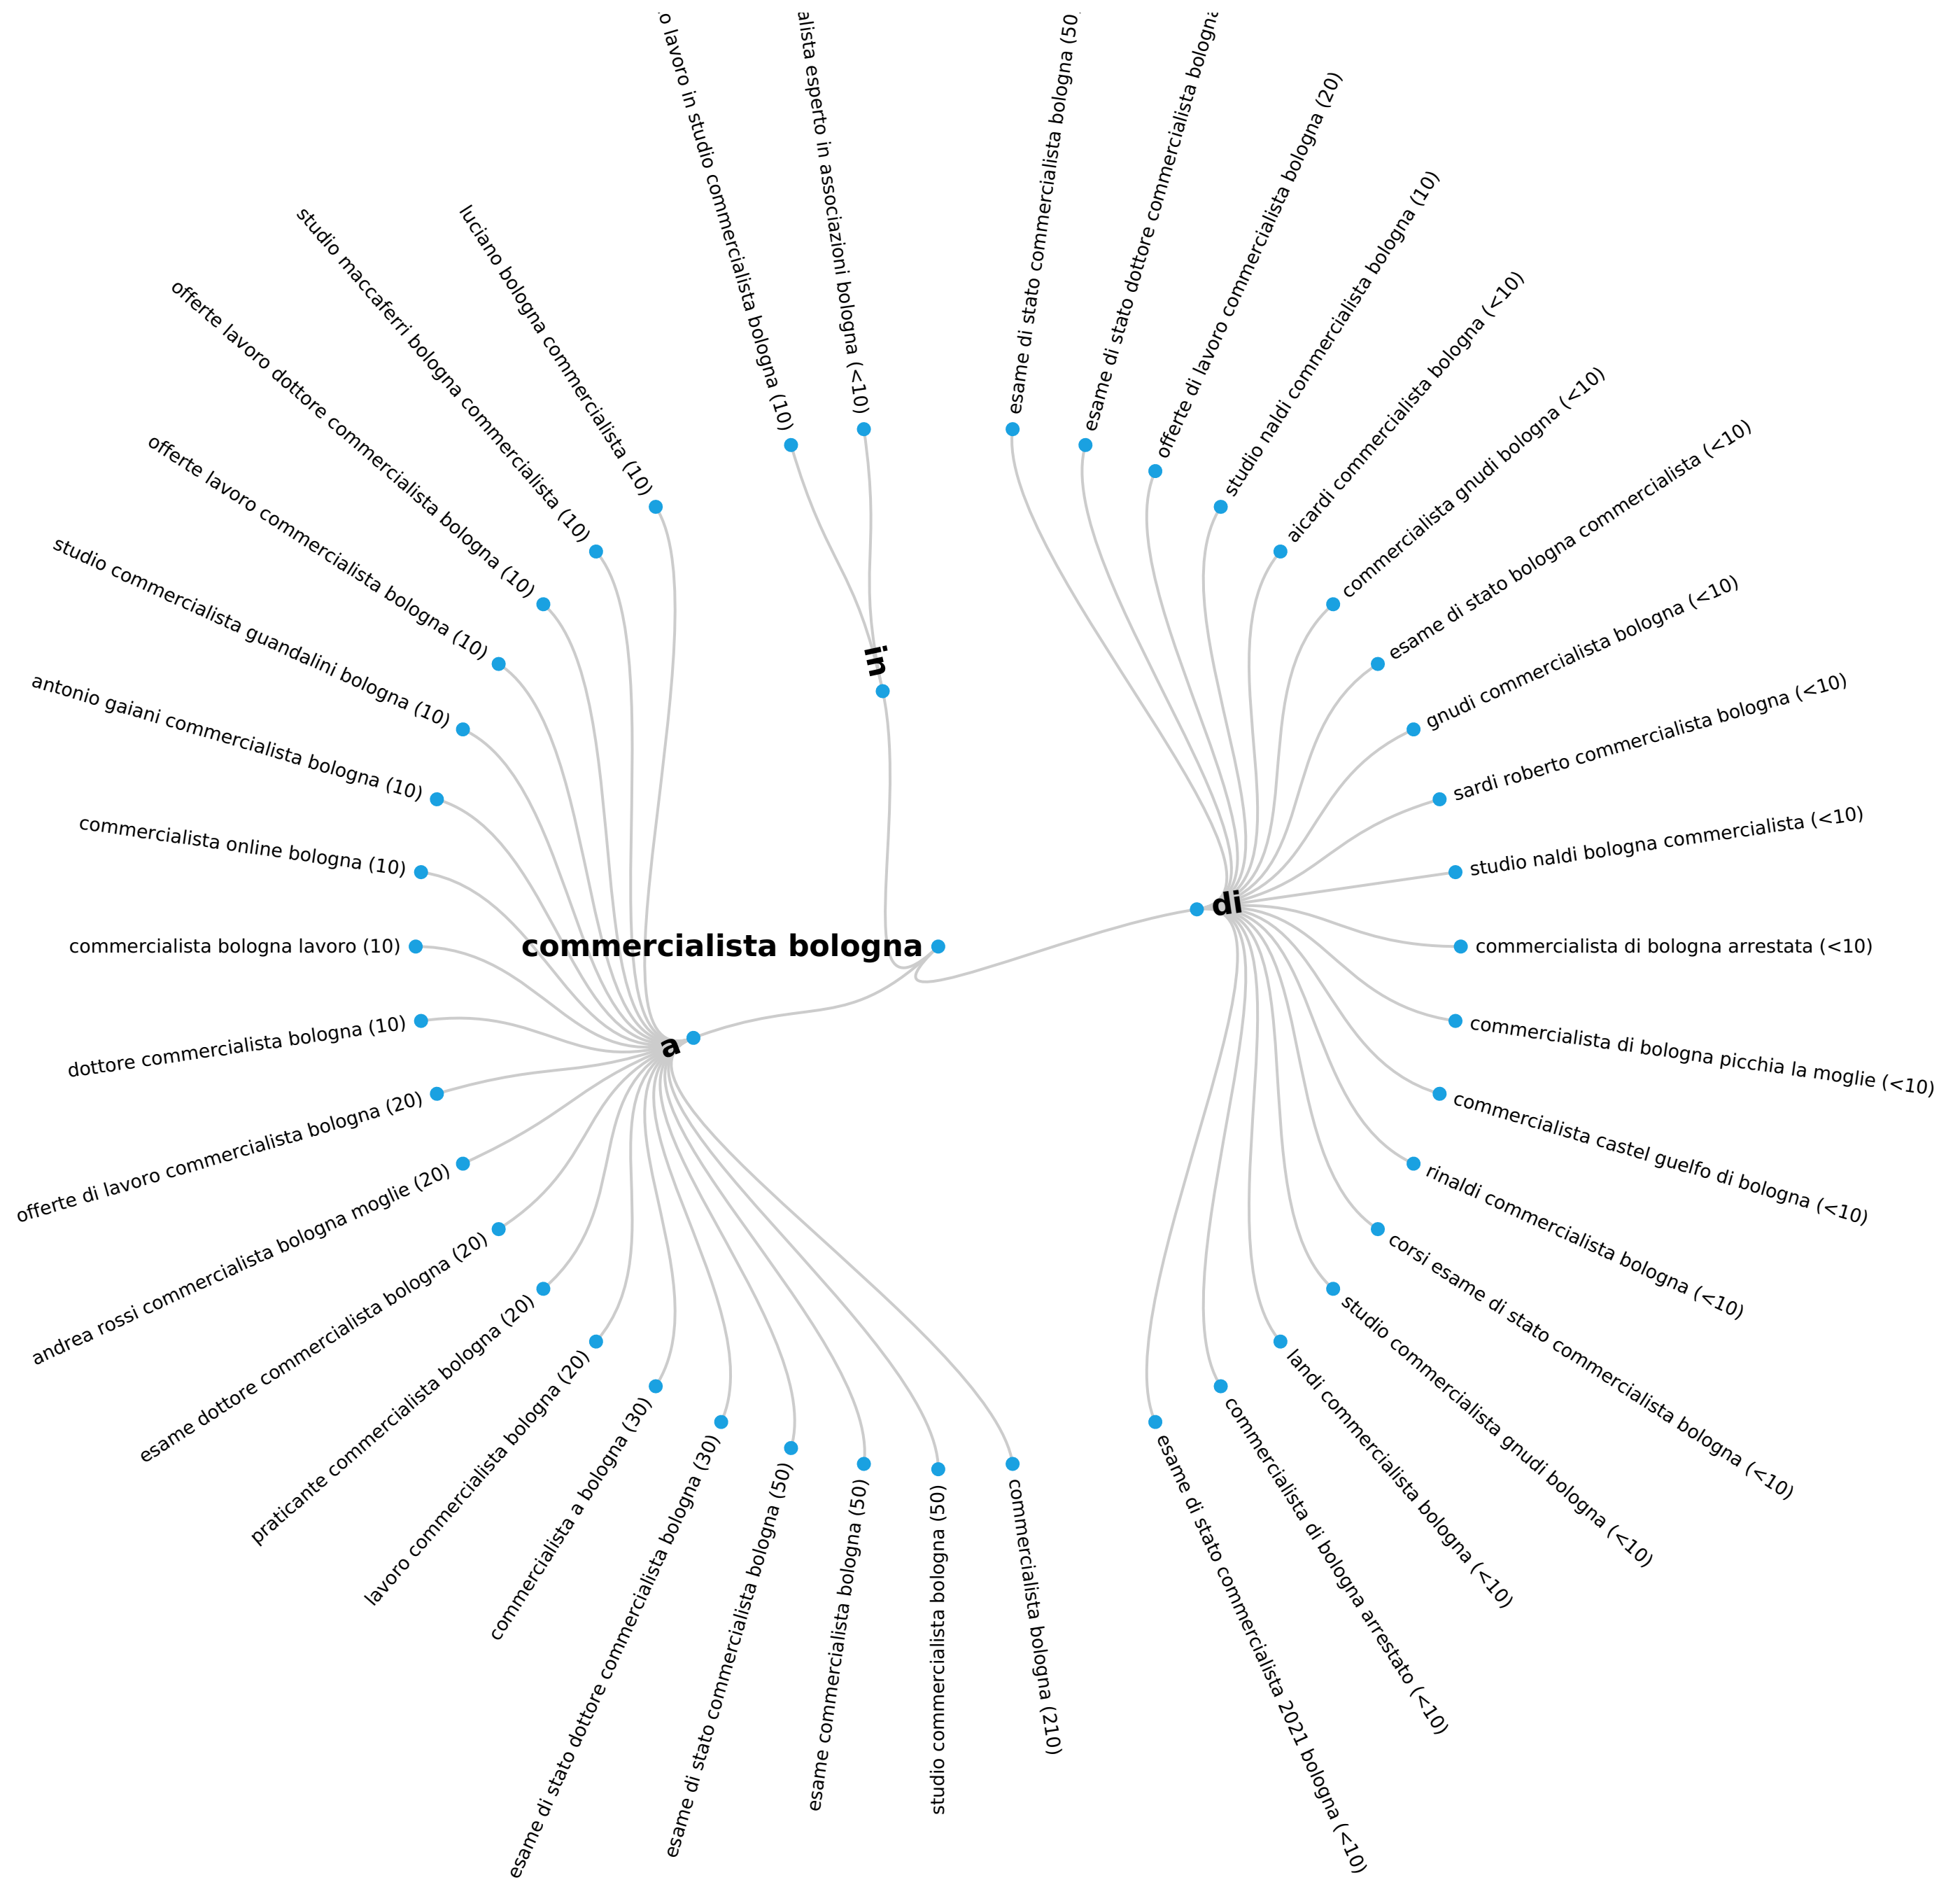 commercialista bologna
in
lavoro in studio commercialista bologna (10)
esperto in associazioni bologna (<10)
di
esame di stato commercialista bologna (50
esame di stato dottore commercialista bologna
offerte di lavoro commercialista bologna (20)
studio naldi commercialista bologna (10)
aicardi commercialista bologna (<10)
commercialista gnudi bologna (<10)
esame di stato bologna commercialista (<10)
gnudi commercialista bologna (<10)
sardi roberto commercialista bologna (<10)
studio naldi bologna commercialista (<10)
commercialista di bologna arrestata (<10)
commercialista di bologna picchia la moglie (<10)
commercialista castel guelfo di bologna (<10)
rinaldi commercialista bologna (<10)
corsi esame di stato commercialista bologna (<10)
studio commercialista gnudi bologna (<10)
landi commercialista bologna (<10)
commercialista di bologna arrestato (<10)
esame di stato commercialista 2021 bologna (<10)
a
commercialista bologna (210)
studio commercialista bologna (50)
esame commercialista bologna (50)
esame di stato commercialista bologna (50)
esame di stato dottore commercialista bologna (30)
commercialista a bologna (30)
lavoro commercialista bologna (20)
praticante commercialista bologna (20)
esame dottore commercialista bologna (20)
andrea rossi commercialista bologna moglie (20)
offerte di lavoro commercialista bologna (20)
dottore commercialista bologna (10)
commercialista bologna lavoro (10)
commercialista online bologna (10)
antonio gaiani commercialista bologna (10)
studio commercialista guandalini bologna (10)
offerte lavoro commercialista bologna (10)
offerte lavoro dottore commercialista bologna (10)
studio maccaferri bologna commercialista (10)
luciano bologna commercialista (10)